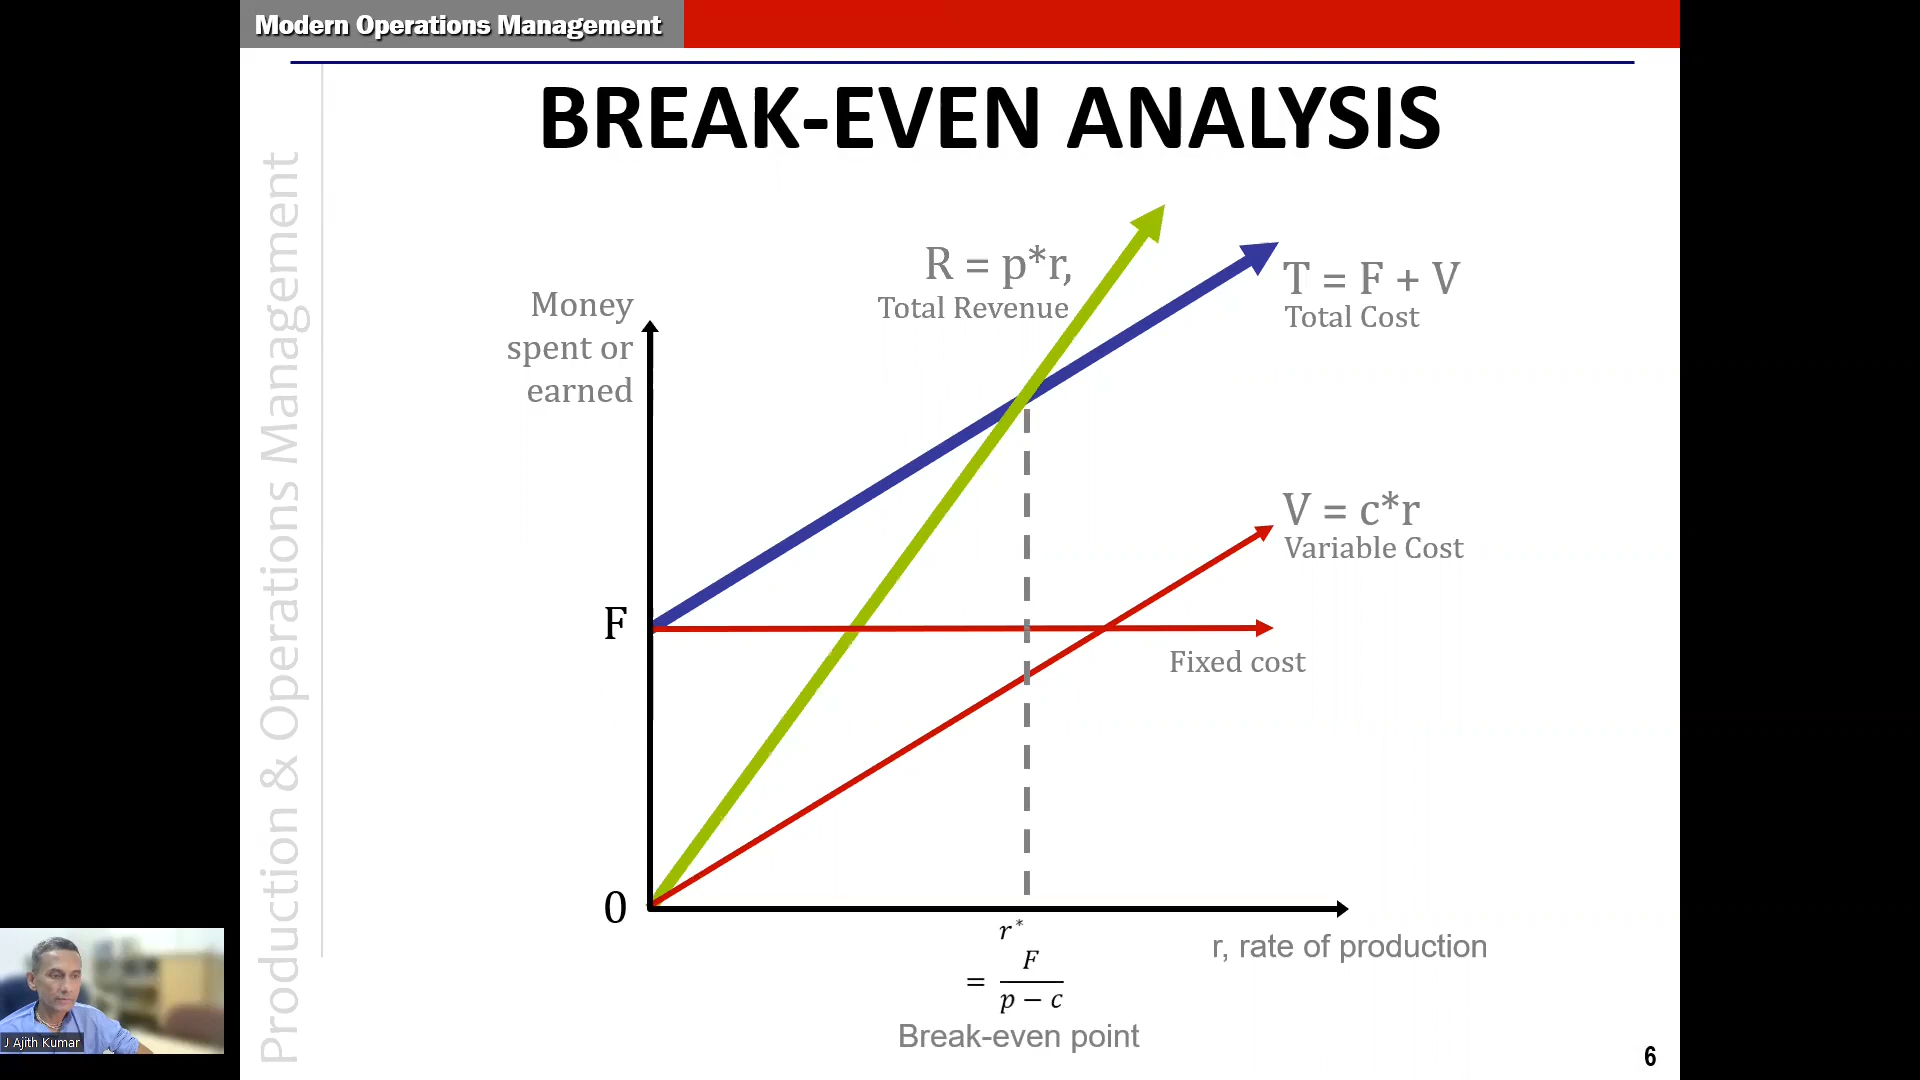 Modern Operations Management
Production & Operations Management
BREAK-EVEN ANALYSIS
R = p*r,
Total Revenue
T = F + V
Total Cost
Money
spent or
earned
V = c*r
Variable Cost
F
Fixed cost
0
r*
= F / p − c
r, rate of production
Break-even point
J Ajith Kumar
6